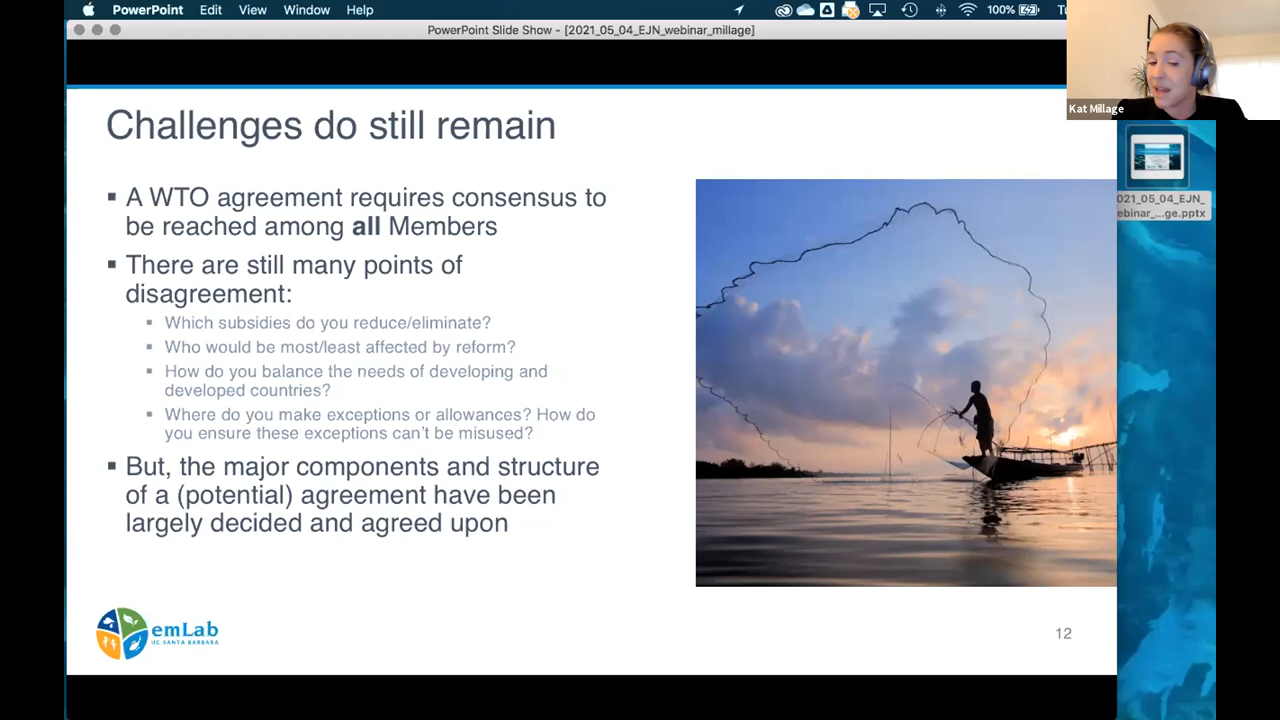 PowerPoint Edit View Window Help 100%
PowerPoint Slide Show - [2021_05_04_EJN_webinar_millage]
Kat Millage
Challenges do still remain
▪ A WTO agreement requires consensus to
be reached among all Members
▪ There are still many points of
disagreement:
▪ Which subsidies do you reduce/eliminate?
▪ Who would be most/least affected by reform?
▪ How do you balance the needs of developing and
developed countries?
▪ Where do you make exceptions or allowances? How do
you ensure these exceptions can't be misused?
▪ But, the major components and structure
of a (potential) agreement have been
largely decided and agreed upon
021_05_04_EJN_
ebinar_...ge.pptx
emLab
UC SANTA BARBARA
12